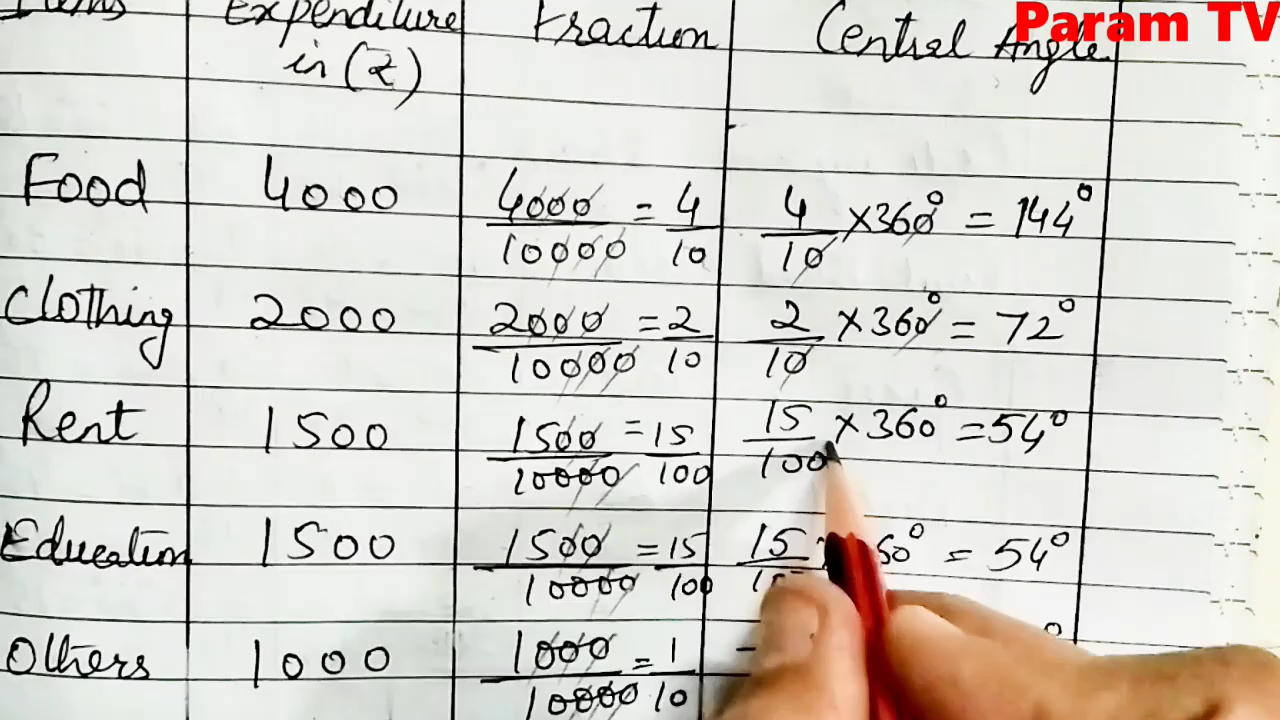 Items Expenditure in (₹) Fraction Central Angle
Param TV
Food 4000 4000/10000 = 4/10 4/10 ×360° = 144°
Clothing 2000 2000/10000 = 2/10 2/10 ×360° = 72°
Rent 1500 1500/10000 = 15/100 15/100 ×360° = 54°
Education 1500 1500/10000 = 15/100 15/ 60° = 54°
Others 1000 1000/10000 = 1/10